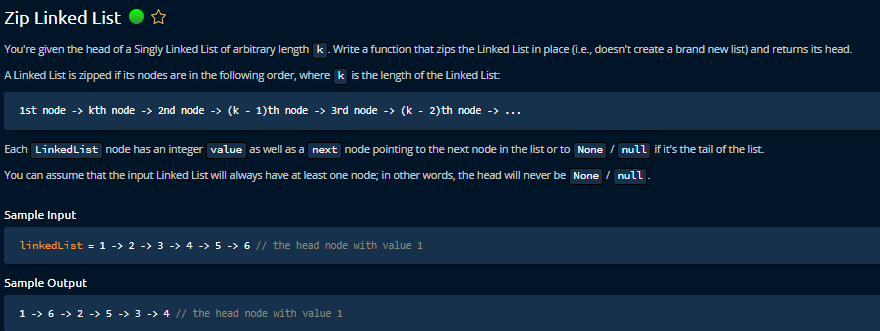 Zip Linked List
You're given the head of a Singly Linked List of arbitrary length k. Write a function that zips the Linked List in place (i.e., doesn't create a brand new list) and returns its head.
A Linked List is zipped if its nodes are in the following order, where k is the length of the Linked List:
1st node -> kth node -> 2nd node -> (k - 1)th node -> 3rd node -> (k - 2)th node -> ...
Each LinkedList node has an integer value as well as a next node pointing to the next node in the list or to None / null if it's the tail of the list.
You can assume that the input Linked List will always have at least one node; in other words, the head will never be None / null.
Sample Input
linkedList = 1 -> 2 -> 3 -> 4 -> 5 -> 6 // the head node with value 1
Sample Output
1 -> 6 -> 2 -> 5 -> 3 -> 4 // the head node with value 1